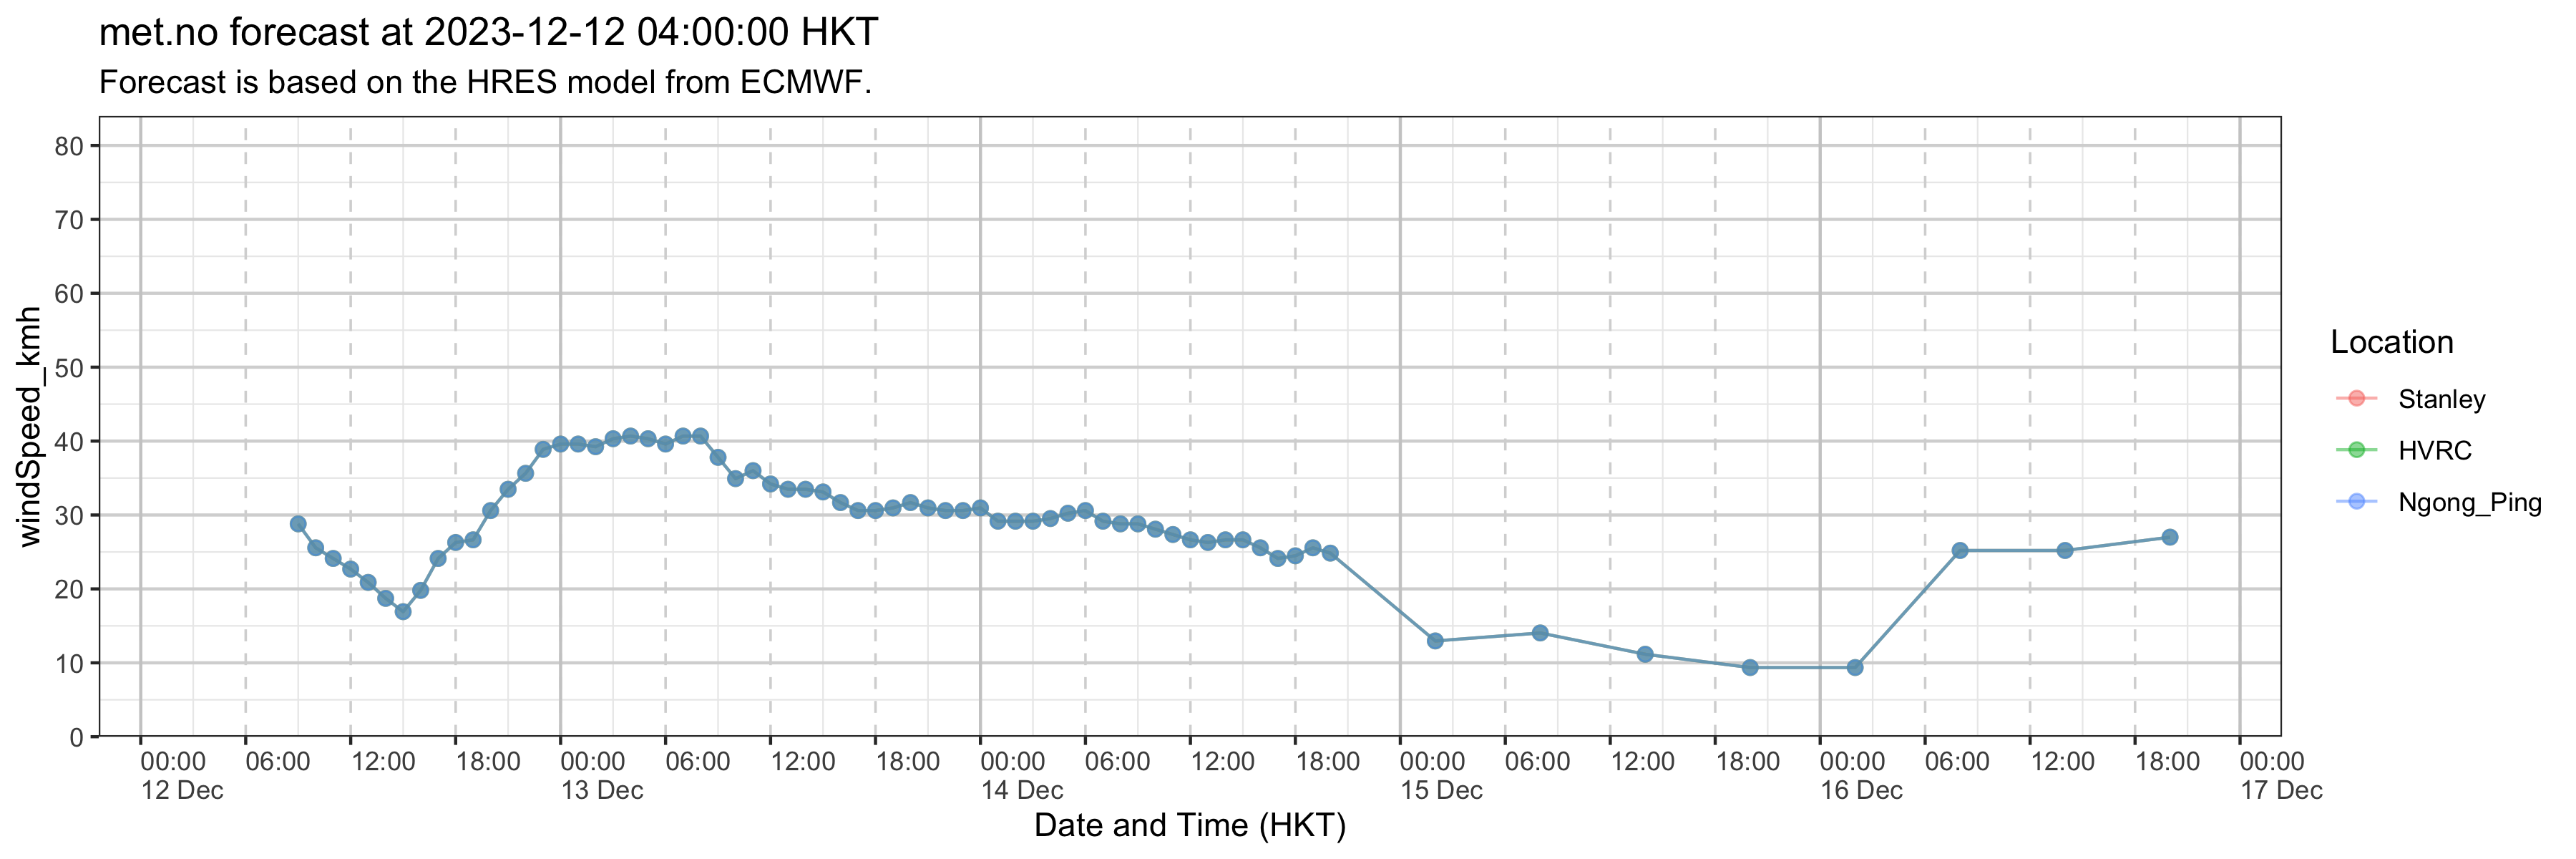 met.no forecast at 2023-12-12 04:00:00 HKT
Forecast is based on the HRES model from ECMWF.
windSpeed_kmh
80
70
60
50
40
30
20
10
0
00:00 06:00 12:00 18:00 00:00 06:00 12:00 18:00 00:00 06:00 12:00 18:00 00:00 06:00 12:00 18:00 00:00 06:00 12:00 18:00 00:00
12 Dec 13 Dec 14 Dec 15 Dec 16 Dec 17 Dec
Date and Time (HKT)
Location
Stanley
HVRC
Ngong_Ping